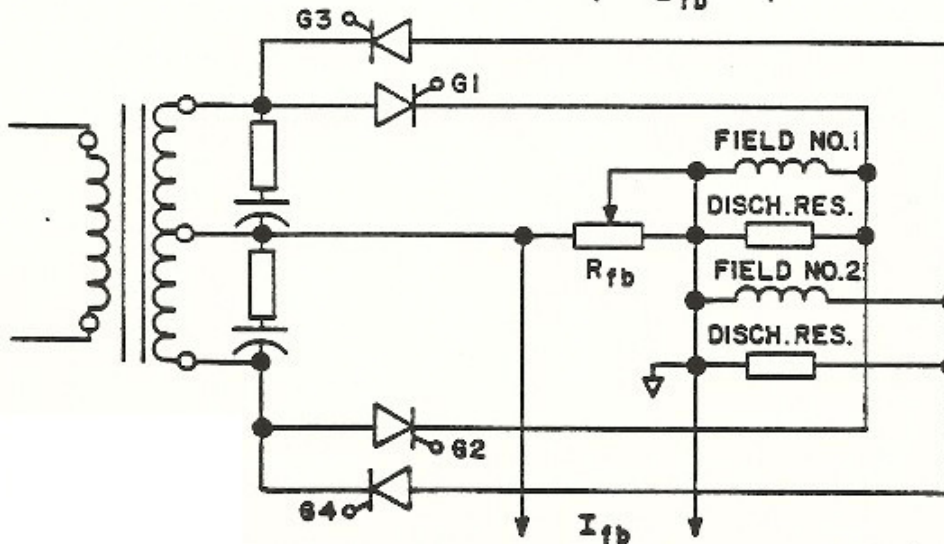 G3
G1
FIELD NO.1
DISCH.RES.
Rfb
FIELD NO.2
DISCH.RES.
G2
G4
Ifb